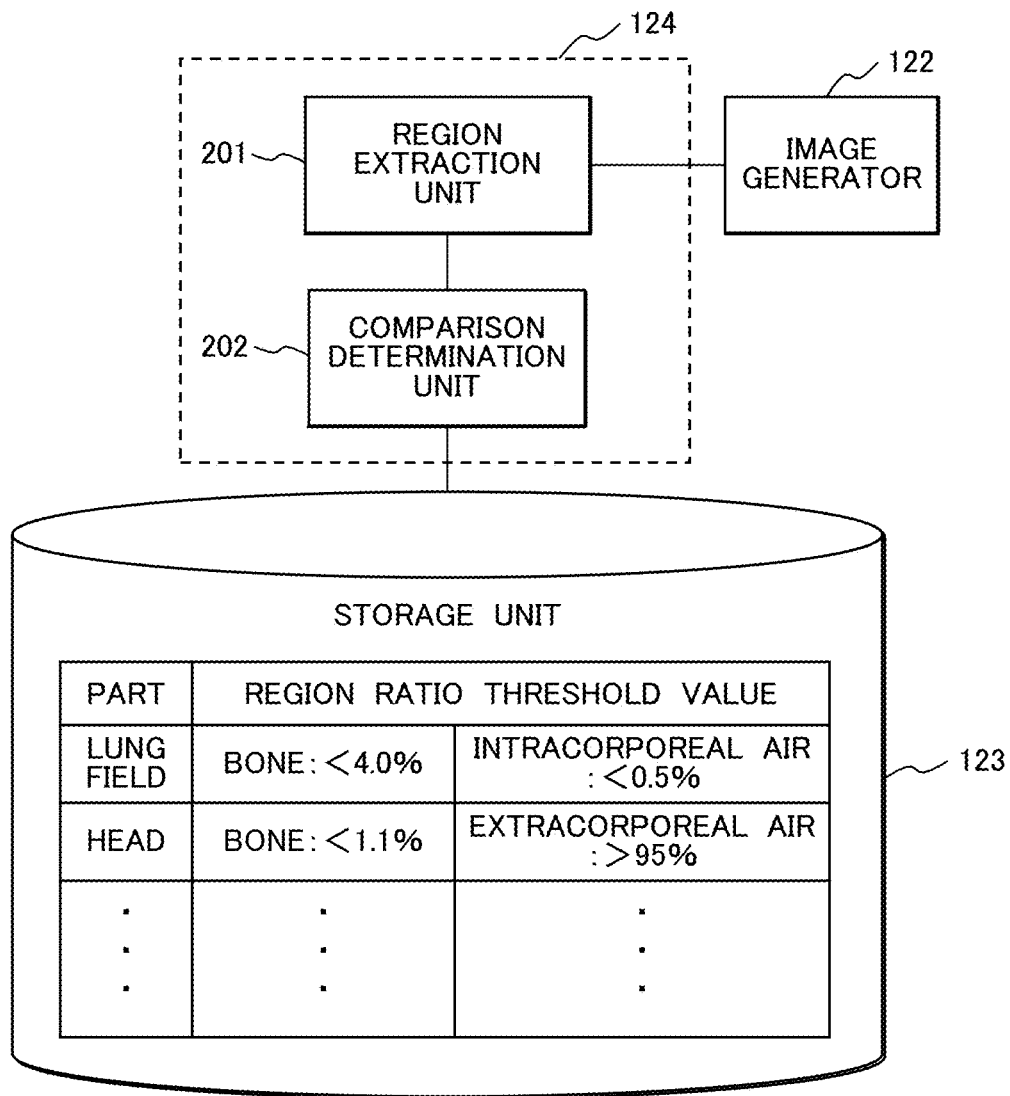 124
122
REGION
EXTRACTION
UNIT
201
IMAGE
GENERATOR
COMPARISON
DETERMINATION
UNIT
202
STORAGE UNIT
PART
REGION RATIO THRESHOLD VALUE
LUNG
FIELD
BONE:<4.0%
INTRACORPOREAL AIR
:<0.5%
123
HEAD
BONE:<1.1%
EXTRACORPOREAL AIR
:>95%